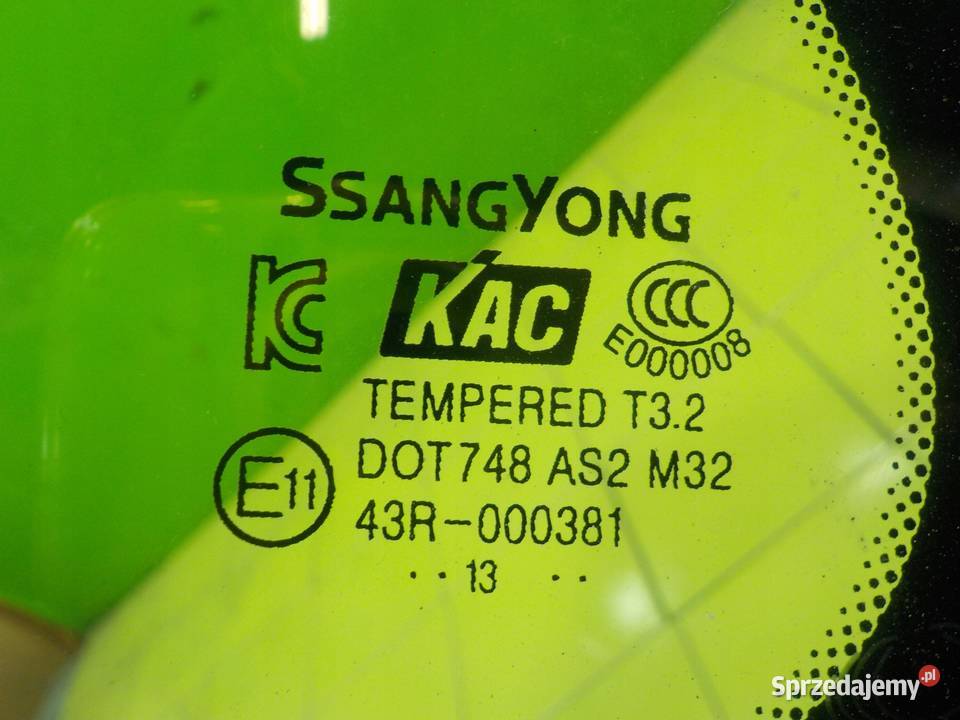 SSANGYONG
KC KAC CCC
E000008
TEMPERED T3.2
DOT748 AS2 M32
E11
43R-000381
·· 13 ··
Sprzedajemy.pl